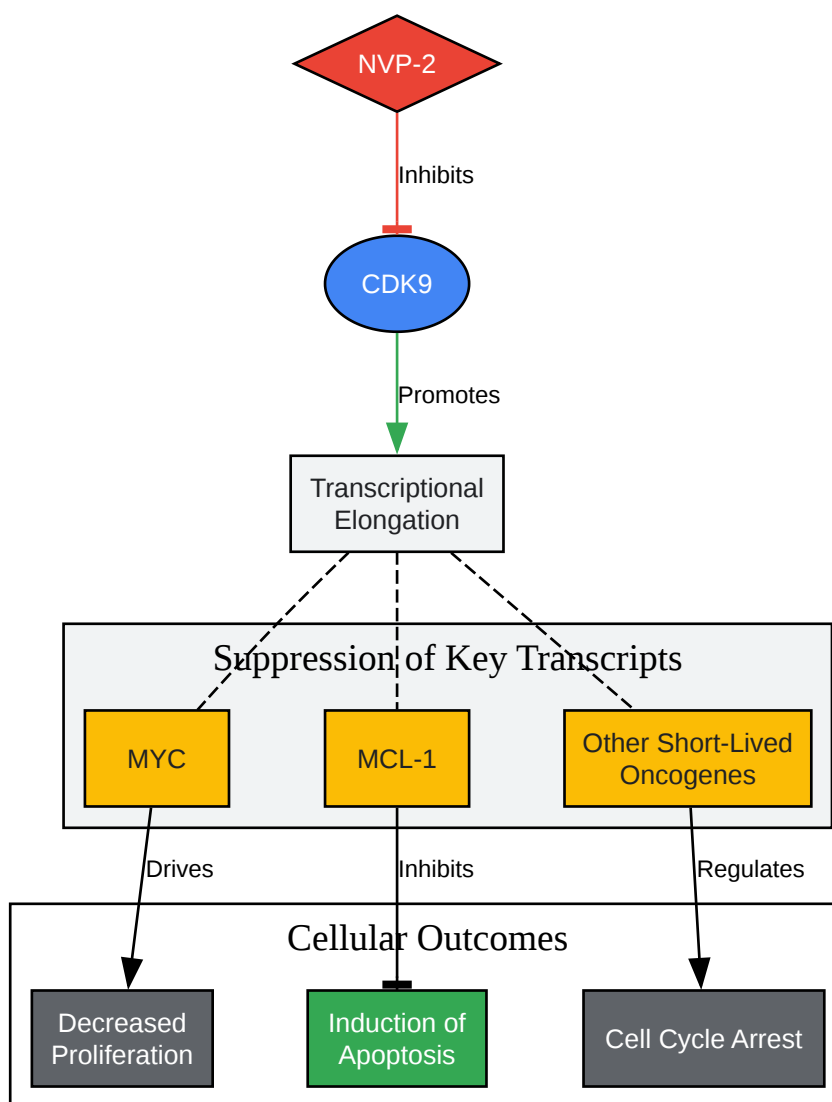 NVP-2
Inhibits
CDK9
Promotes
Transcriptional
Elongation
Suppression of Key Transcripts
MYC
MCL-1
Other Short-Lived
Oncogenes
Drives
Inhibits
Regulates
Cellular Outcomes
Decreased
Proliferation
Induction of
Apoptosis
Cell Cycle Arrest